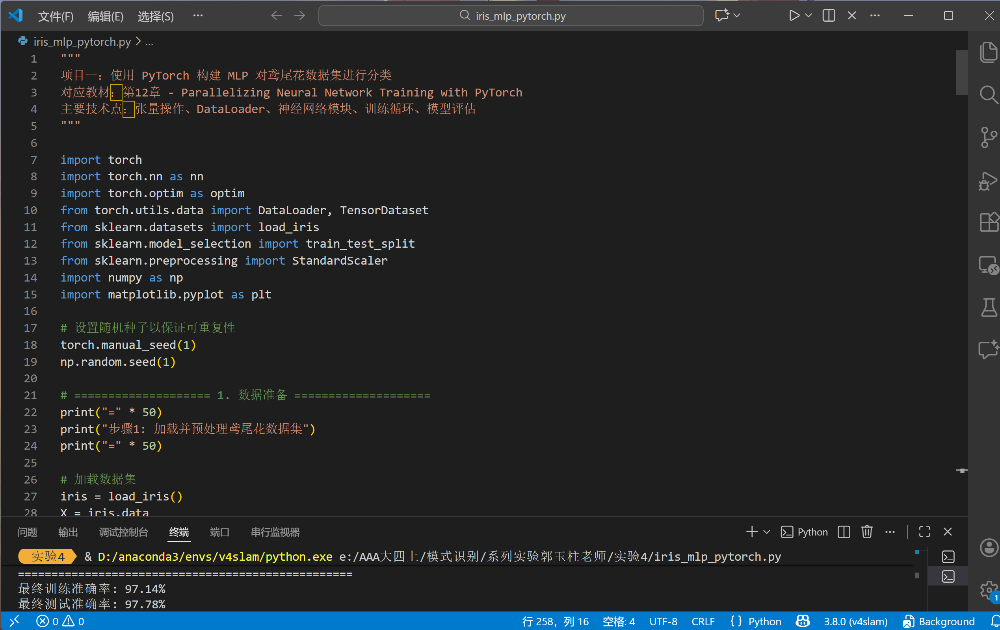 文件(F) 编辑(E) 选择(S) ··· iris_mlp_pytorch.py
iris_mlp_pytorch.py > ...
1 """
2 项目一：使用 PyTorch 构建 MLP 对鸢尾花数据集进行分类
3 对应教材：第12章 - Parallelizing Neural Network Training with PyTorch
4 主要技术点：张量操作、DataLoader、神经网络模块、训练循环、模型评估
5 """
6
7 import torch
8 import torch.nn as nn
9 import torch.optim as optim
10 from torch.utils.data import DataLoader, TensorDataset
11 from sklearn.datasets import load_iris
12 from sklearn.model_selection import train_test_split
13 from sklearn.preprocessing import StandardScaler
14 import numpy as np
15 import matplotlib.pyplot as plt
16
17 # 设置随机种子以保证可重复性
18 torch.manual_seed(1)
19 np.random.seed(1)
20
21 # ==================== 1. 数据准备 ====================
22 print("=" * 50)
23 print("步骤1: 加载并预处理鸢尾花数据集")
24 print("=" * 50)
25
26 # 加载数据集
27 iris = load_iris()
28 X = iris.data
问题 输出 调试控制台 终端 端口 串行监视器 Python
实验4 & D:/anaconda3/envs/v4slam/python.exe e:/AAA大四上/模式识别/系列实验郭玉柱老师/实验4/iris_mlp_pytorch.py
==================================================
最终训练准确率: 97.14%
最终测试准确率: 97.78%
0 0 行 258，列 16 空格: 4 UTF-8 CRLF { } Python 3.8.0 (v4slam) Background
1